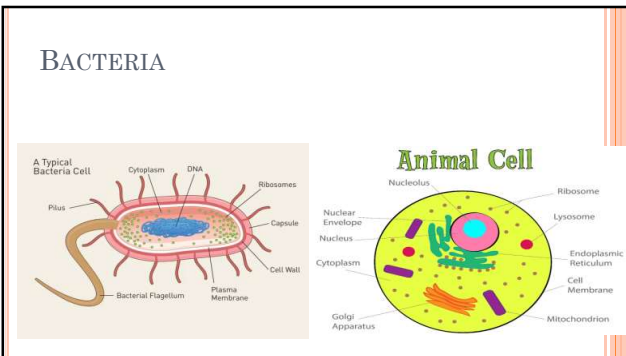 BACTERIA
A Typical
Bacteria Cell
Cytoplasm
DNA
Ribosomes
Pilus
Capsule
Cell Wall
Plasma
Membrane
Bacterial Flagellum
Animal Cell
Nucleolus
Ribosome
Nuclear
Envelope
Lysosome
Nucleus
Cytoplasm
Endoplasmic
Reticulum
Cell
Membrane
Golgi
Apparatus
Mitochondrion